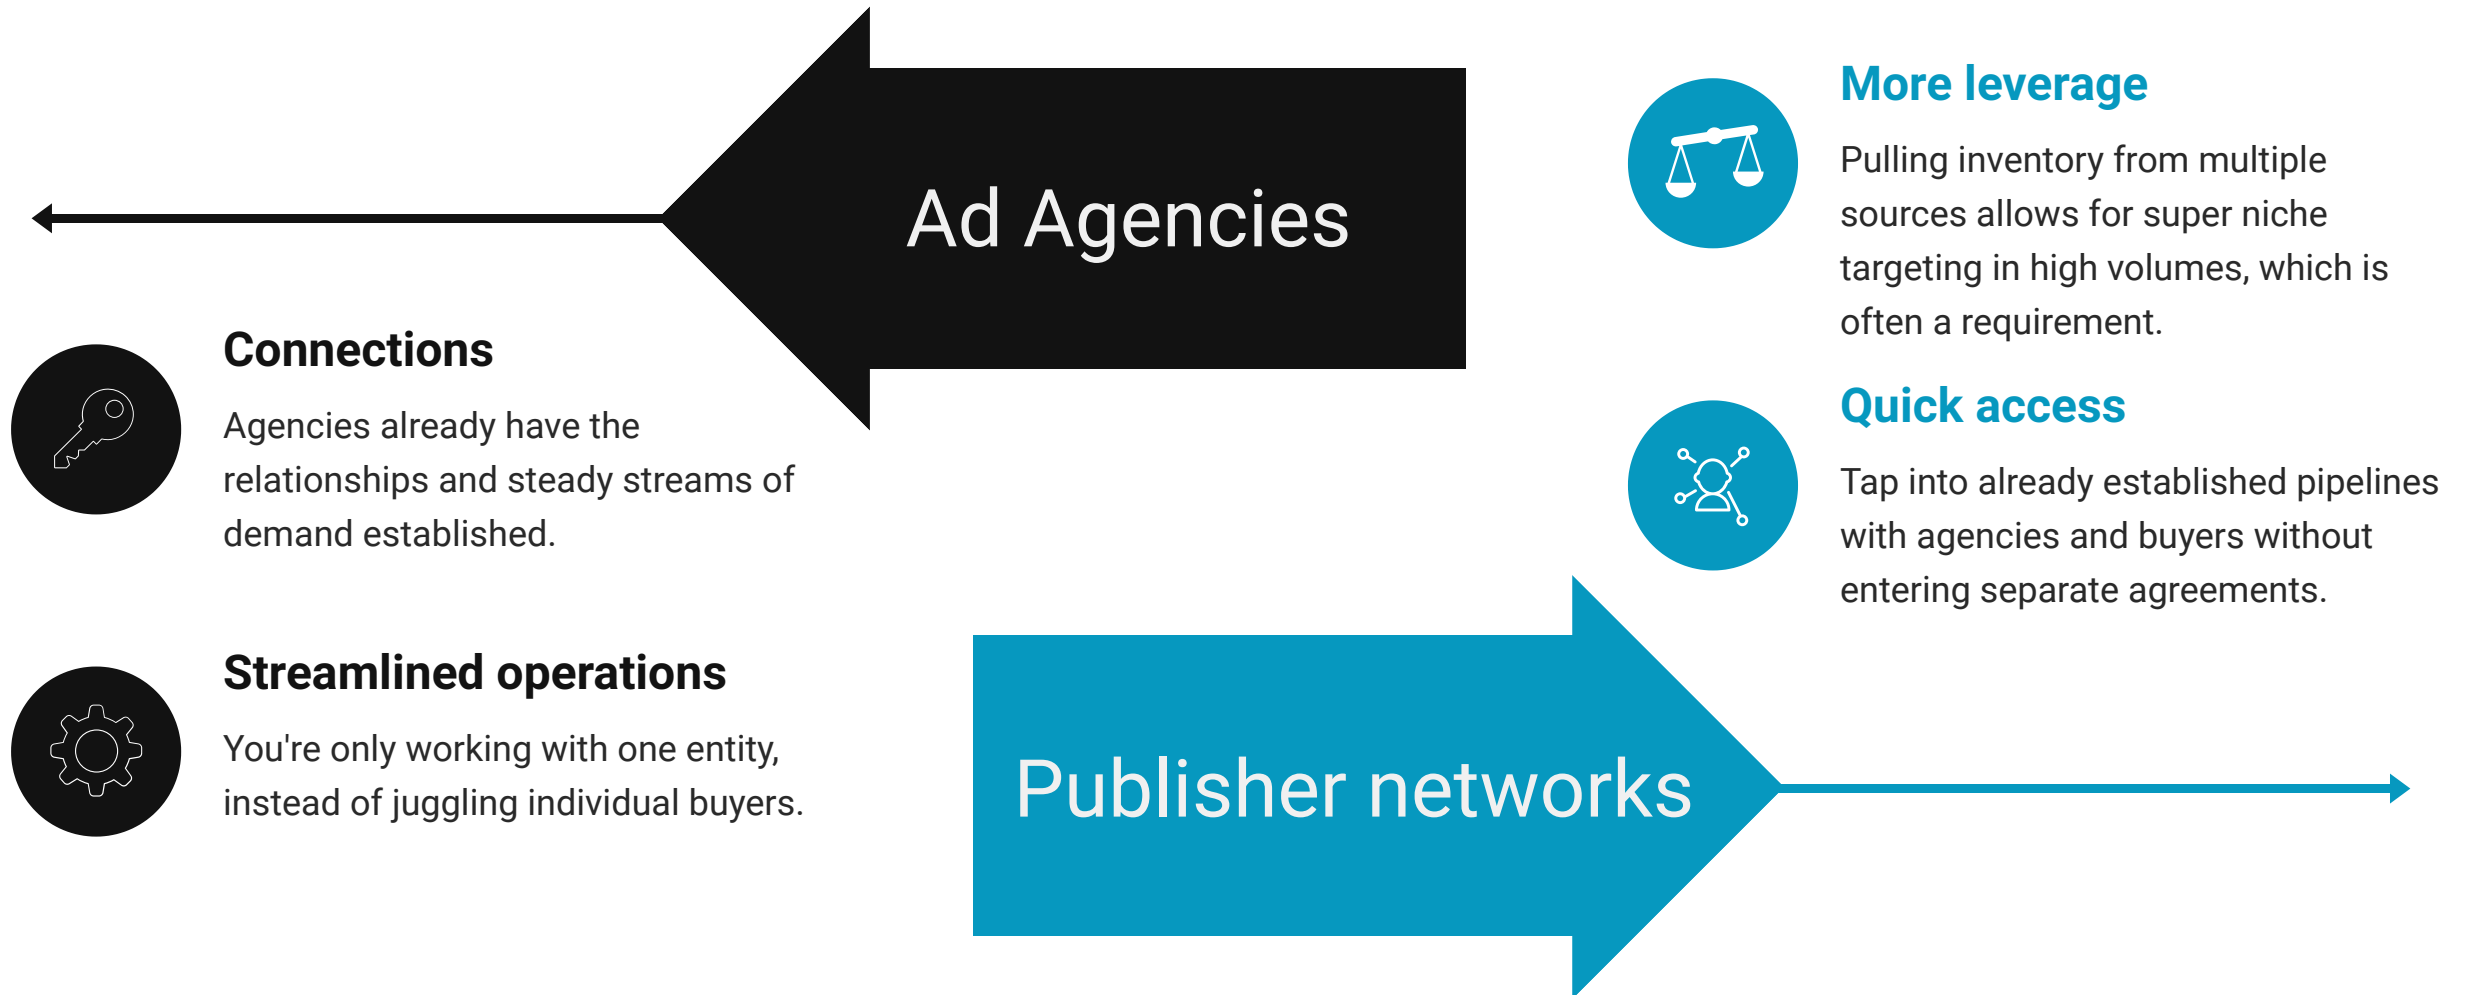 Ad Agencies
Connections
Agencies already have the
relationships and steady streams of
demand established.
Streamlined operations
You're only working with one entity,
instead of juggling individual buyers.
More leverage
Pulling inventory from multiple
sources allows for super niche
targeting in high volumes, which is
often a requirement.
Quick access
Tap into already established pipelines
with agencies and buyers without
entering separate agreements.
Publisher networks